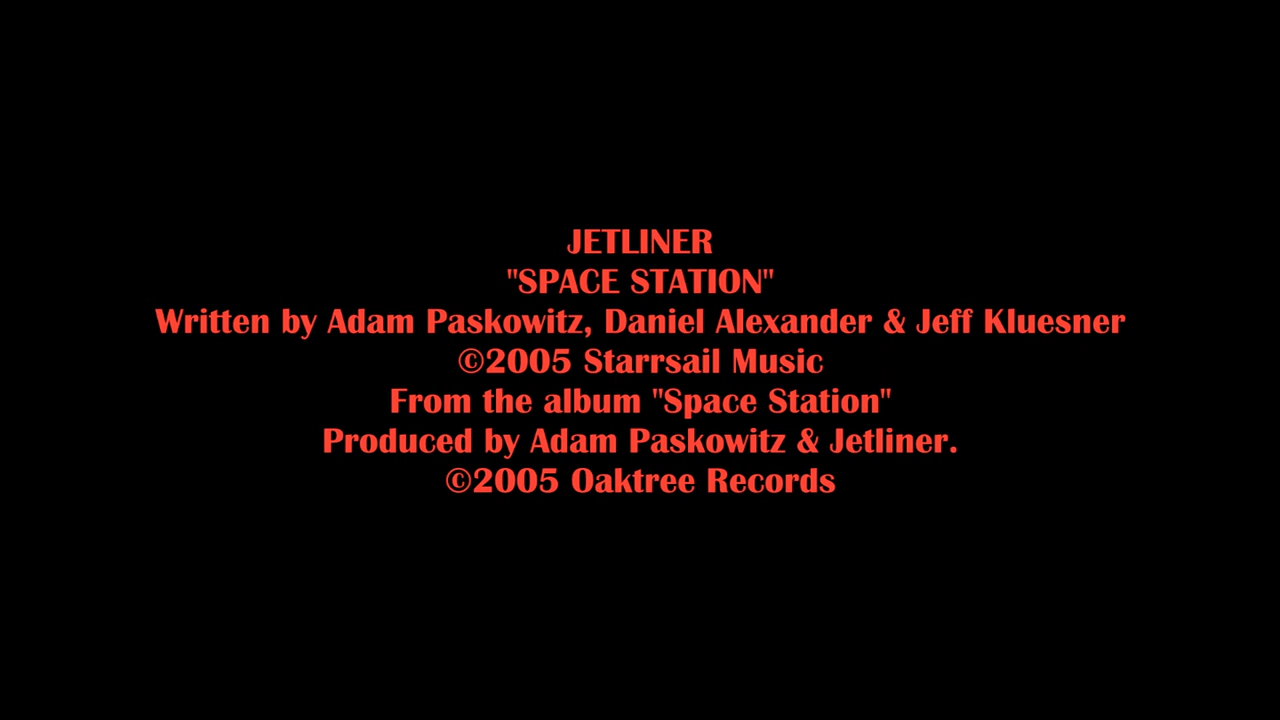 JETLINER
"SPACE STATION"
Written by Adam Paskowitz, Daniel Alexander & Jeff Kluesner
©2005 Starrsail Music
From the album "Space Station"
Produced by Adam Paskowitz & Jetliner.
©2005 Oaktree Records